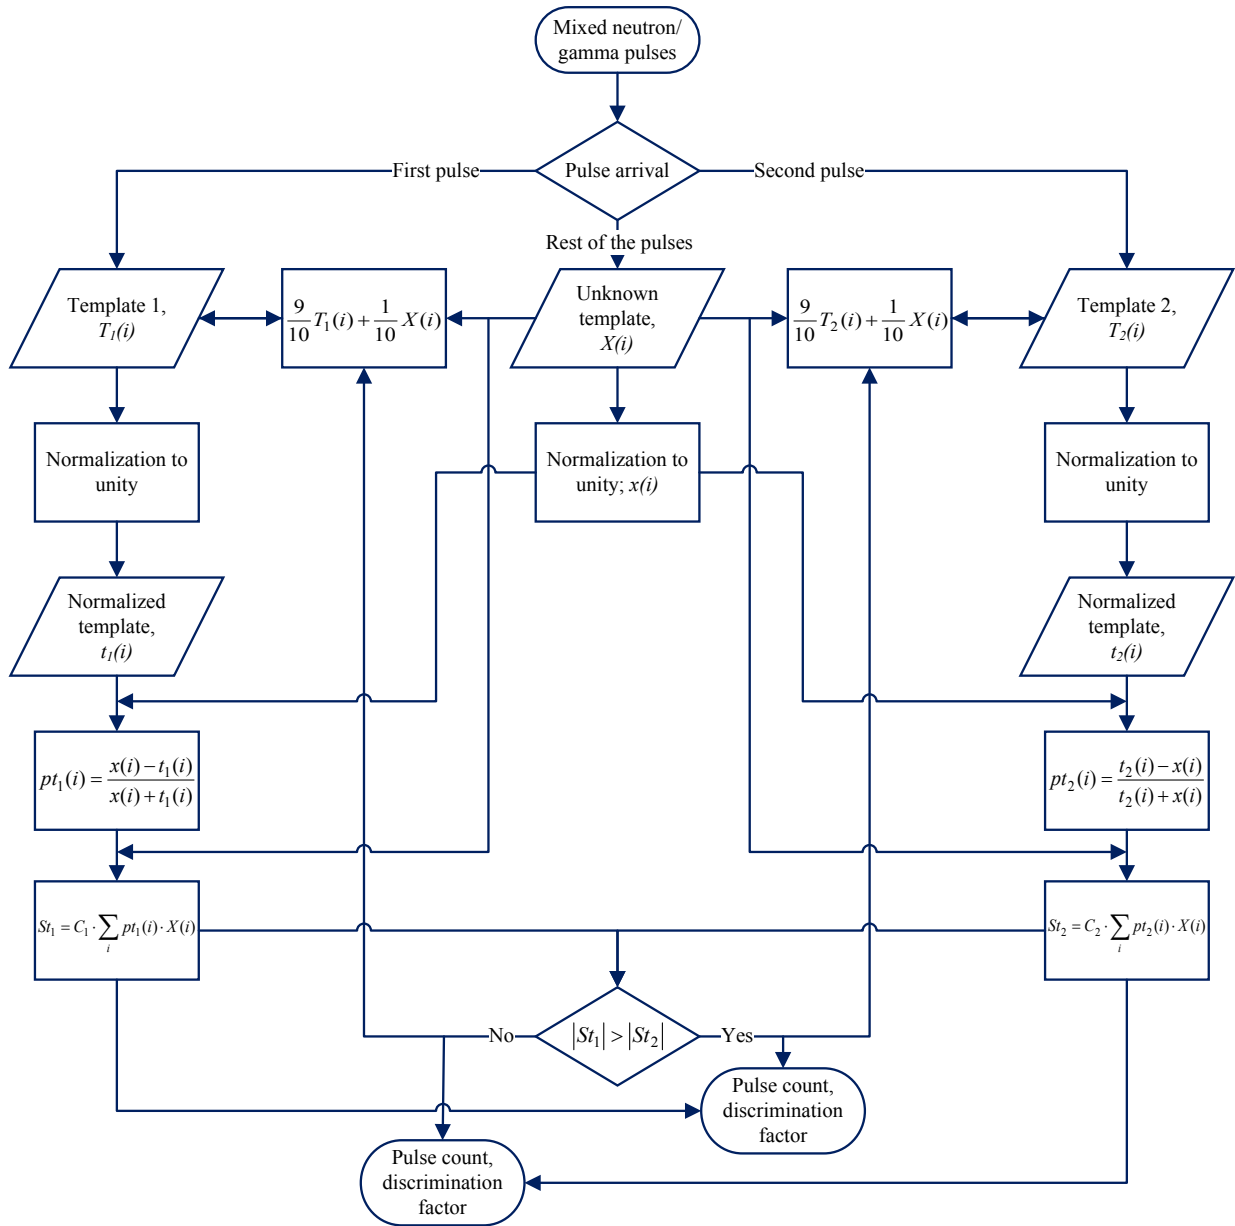 Mixed neutron/
gamma pulses
Pulse arrival
First pulse
Second pulse
Rest of the pulses
Template 1,
T₁(i)
9/10 T₁(i) + 1/10 X(i)
Unknown
template,
X(i)
9/10 T₂(i) + 1/10 X(i)
Template 2,
T₂(i)
Normalization to
unity
Normalization to
unity; x(i)
Normalization to
unity
Normalized
template,
t₁(i)
Normalized
template,
t₂(i)
pt₁(i) = (x(i) − t₁(i)) / (x(i) + t₁(i))
pt₂(i) = (t₂(i) − x(i)) / (t₂(i) + x(i))
St₁ = C₁ · ∑ᵢ pt₁(i) · X(i)
St₂ = C₂ · ∑ᵢ pt₂(i) · X(i)
No
|St₁| > |St₂|
Yes
Pulse count,
discrimination
factor
Pulse count,
discrimination
factor